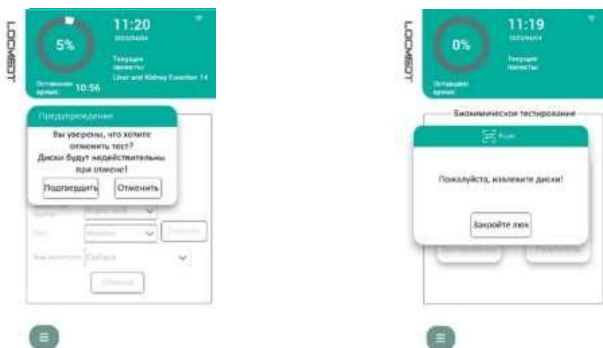 LOCMEDT
5%
11:20
Текущие
проекты:
Liver and Kidney Function 14
Оставшееся
время:
10:56
Предупреждение
Вы уверены, что хотите
отменить тест?
Диски будут недействительны
при отмене!
Подтвердить
Отменить
Собака
LOCMEDT
0%
11:19
Текущие
проекты:
Оставшееся
время:
Биохимическое тестирование
Пожалуйста, извлеките диски!
Закройте люк